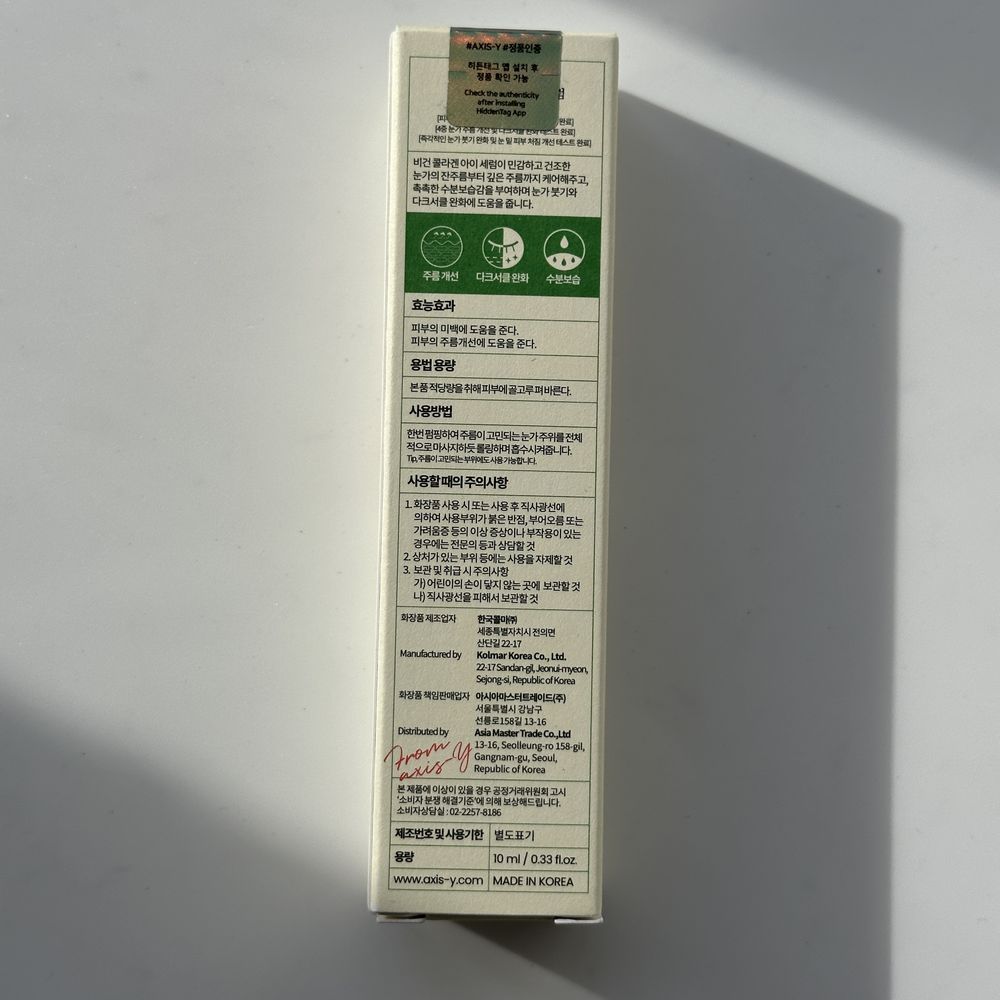 #AXIS-Y #정품인증
히든태그 앱 설치 후
정품 확인 가능
Check the authenticity
after installing
HiddenTag App
완료]
[4중 눈가 주름 개선 및 다크서클 완화 테스트 완료]
[즉각적인 눈가 붓기 완화 및 눈 밑 피부 처짐 개선 테스트 완료]
비건 콜라겐 아이 세럼이 민감하고 건조한
눈가의 잔주름부터 깊은 주름까지 케어해주고,
촉촉한 수분보습감을 부여하며 눈가 붓기와
다크서클 완화에 도움을 줍니다.
주름 개선 다크서클 완화 수분보습
효능효과
피부의 미백에 도움을 준다.
피부의 주름개선에 도움을 준다.
용법 용량
본품 적당량을 취해 피부에 골고루 펴 바른다.
사용방법
한번 펌핑하여 주름이 고민되는 눈가 주위를 전체
적으로 마사지하듯 롤링하며 흡수시켜줍니다.
Tip, 주름이 고민되는 부위에도 사용 가능합니다.
사용할 때의 주의사항
1. 화장품 사용 시 또는 사용 후 직사광선에
의하여 사용부위가 붉은 반점, 부어오름 또는
가려움증 등의 이상 증상이나 부작용이 있는
경우에는 전문의 등과 상담할 것
2. 상처가 있는 부위 등에는 사용을 자제할 것
3. 보관 및 취급 시 주의사항
가) 어린이의 손이 닿지 않는 곳에 보관할 것
나) 직사광선을 피해서 보관할 것
화장품 제조업자 한국콜마㈜
세종특별자치시 전의면
산단길 22-17
Manufactured by Kolmar Korea Co., Ltd.
22-17 Sandan-gil, Jeonui-myeon,
Sejong-si, Republic of Korea
화장품 책임판매업자 아시아마스터트레이드(주)
서울특별시 강남구
선릉로158길 13-16
Distributed by Asia Master Trade Co.,Ltd
13-16, Seolleung-ro 158-gil,
Gangnam-gu, Seoul,
Republic of Korea
From
axis-Y
본 제품에 이상이 있을 경우 공정거래위원회 고시
'소비자 분쟁 해결기준'에 의해 보상해드립니다.
소비자상담실 : 02-2257-8186
제조번호 및 사용기한 별도표기
용량 10 ml / 0.33 fl.oz.
www.axis-y.com MADE IN KOREA